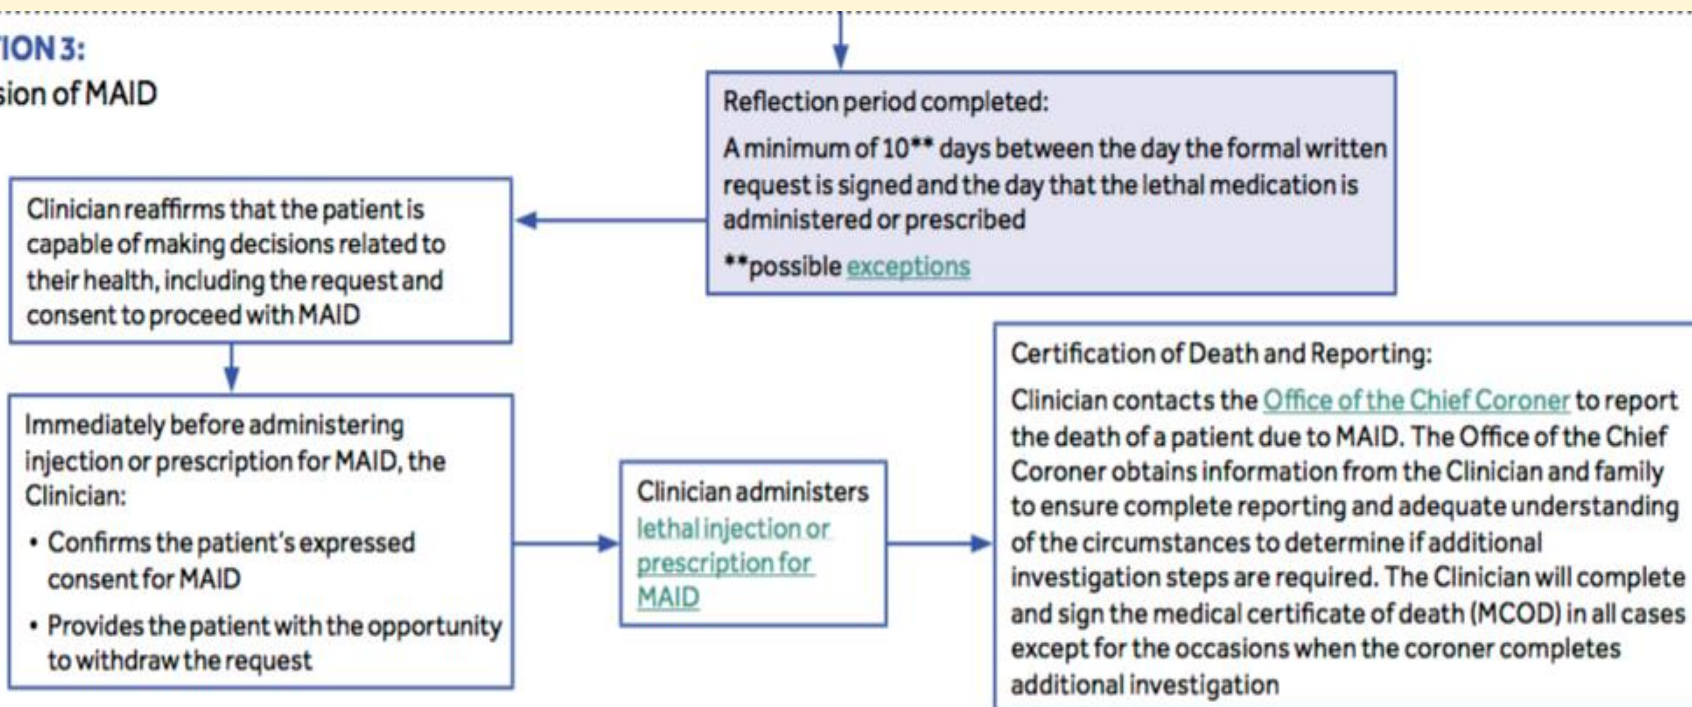 TION 3:
sion of MAID
Reflection period completed:
A minimum of 10** days between the day the formal written
request is signed and the day that the lethal medication is
administered or prescribed
**possible exceptions
Clinician reaffirms that the patient is
capable of making decisions related to
their health, including the request and
consent to proceed with MAID
Immediately before administering
injection or prescription for MAID, the
Clinician:
• Confirms the patient's expressed
consent for MAID
• Provides the patient with the opportunity
to withdraw the request
Clinician administers
lethal injection or
prescription for
MAID
Certification of Death and Reporting:
Clinician contacts the Office of the Chief Coroner to report
the death of a patient due to MAID. The Office of the Chief
Coroner obtains information from the Clinician and family
to ensure complete reporting and adequate understanding
of the circumstances to determine if additional
investigation steps are required. The Clinician will complete
and sign the medical certificate of death (MCOD) in all cases
except for the occasions when the coroner completes
additional investigation